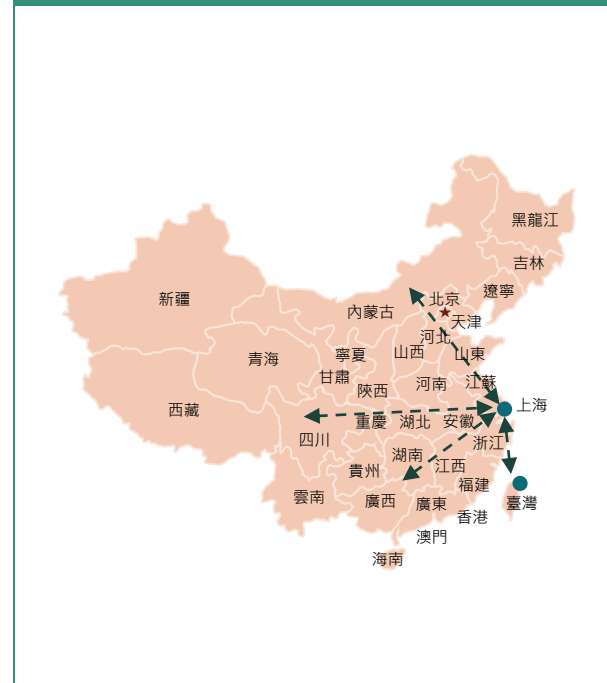 黑龍江
吉林
遼寧
新疆
北京
內蒙古
天津
河北
山西
山東
寧夏
青海
甘肅
陝西
河南
江蘇
上海
西藏
重慶
湖北
安徽
四川
浙江
湖南
江西
貴州
福建
雲南
廣西
廣東
臺灣
香港
澳門
海南